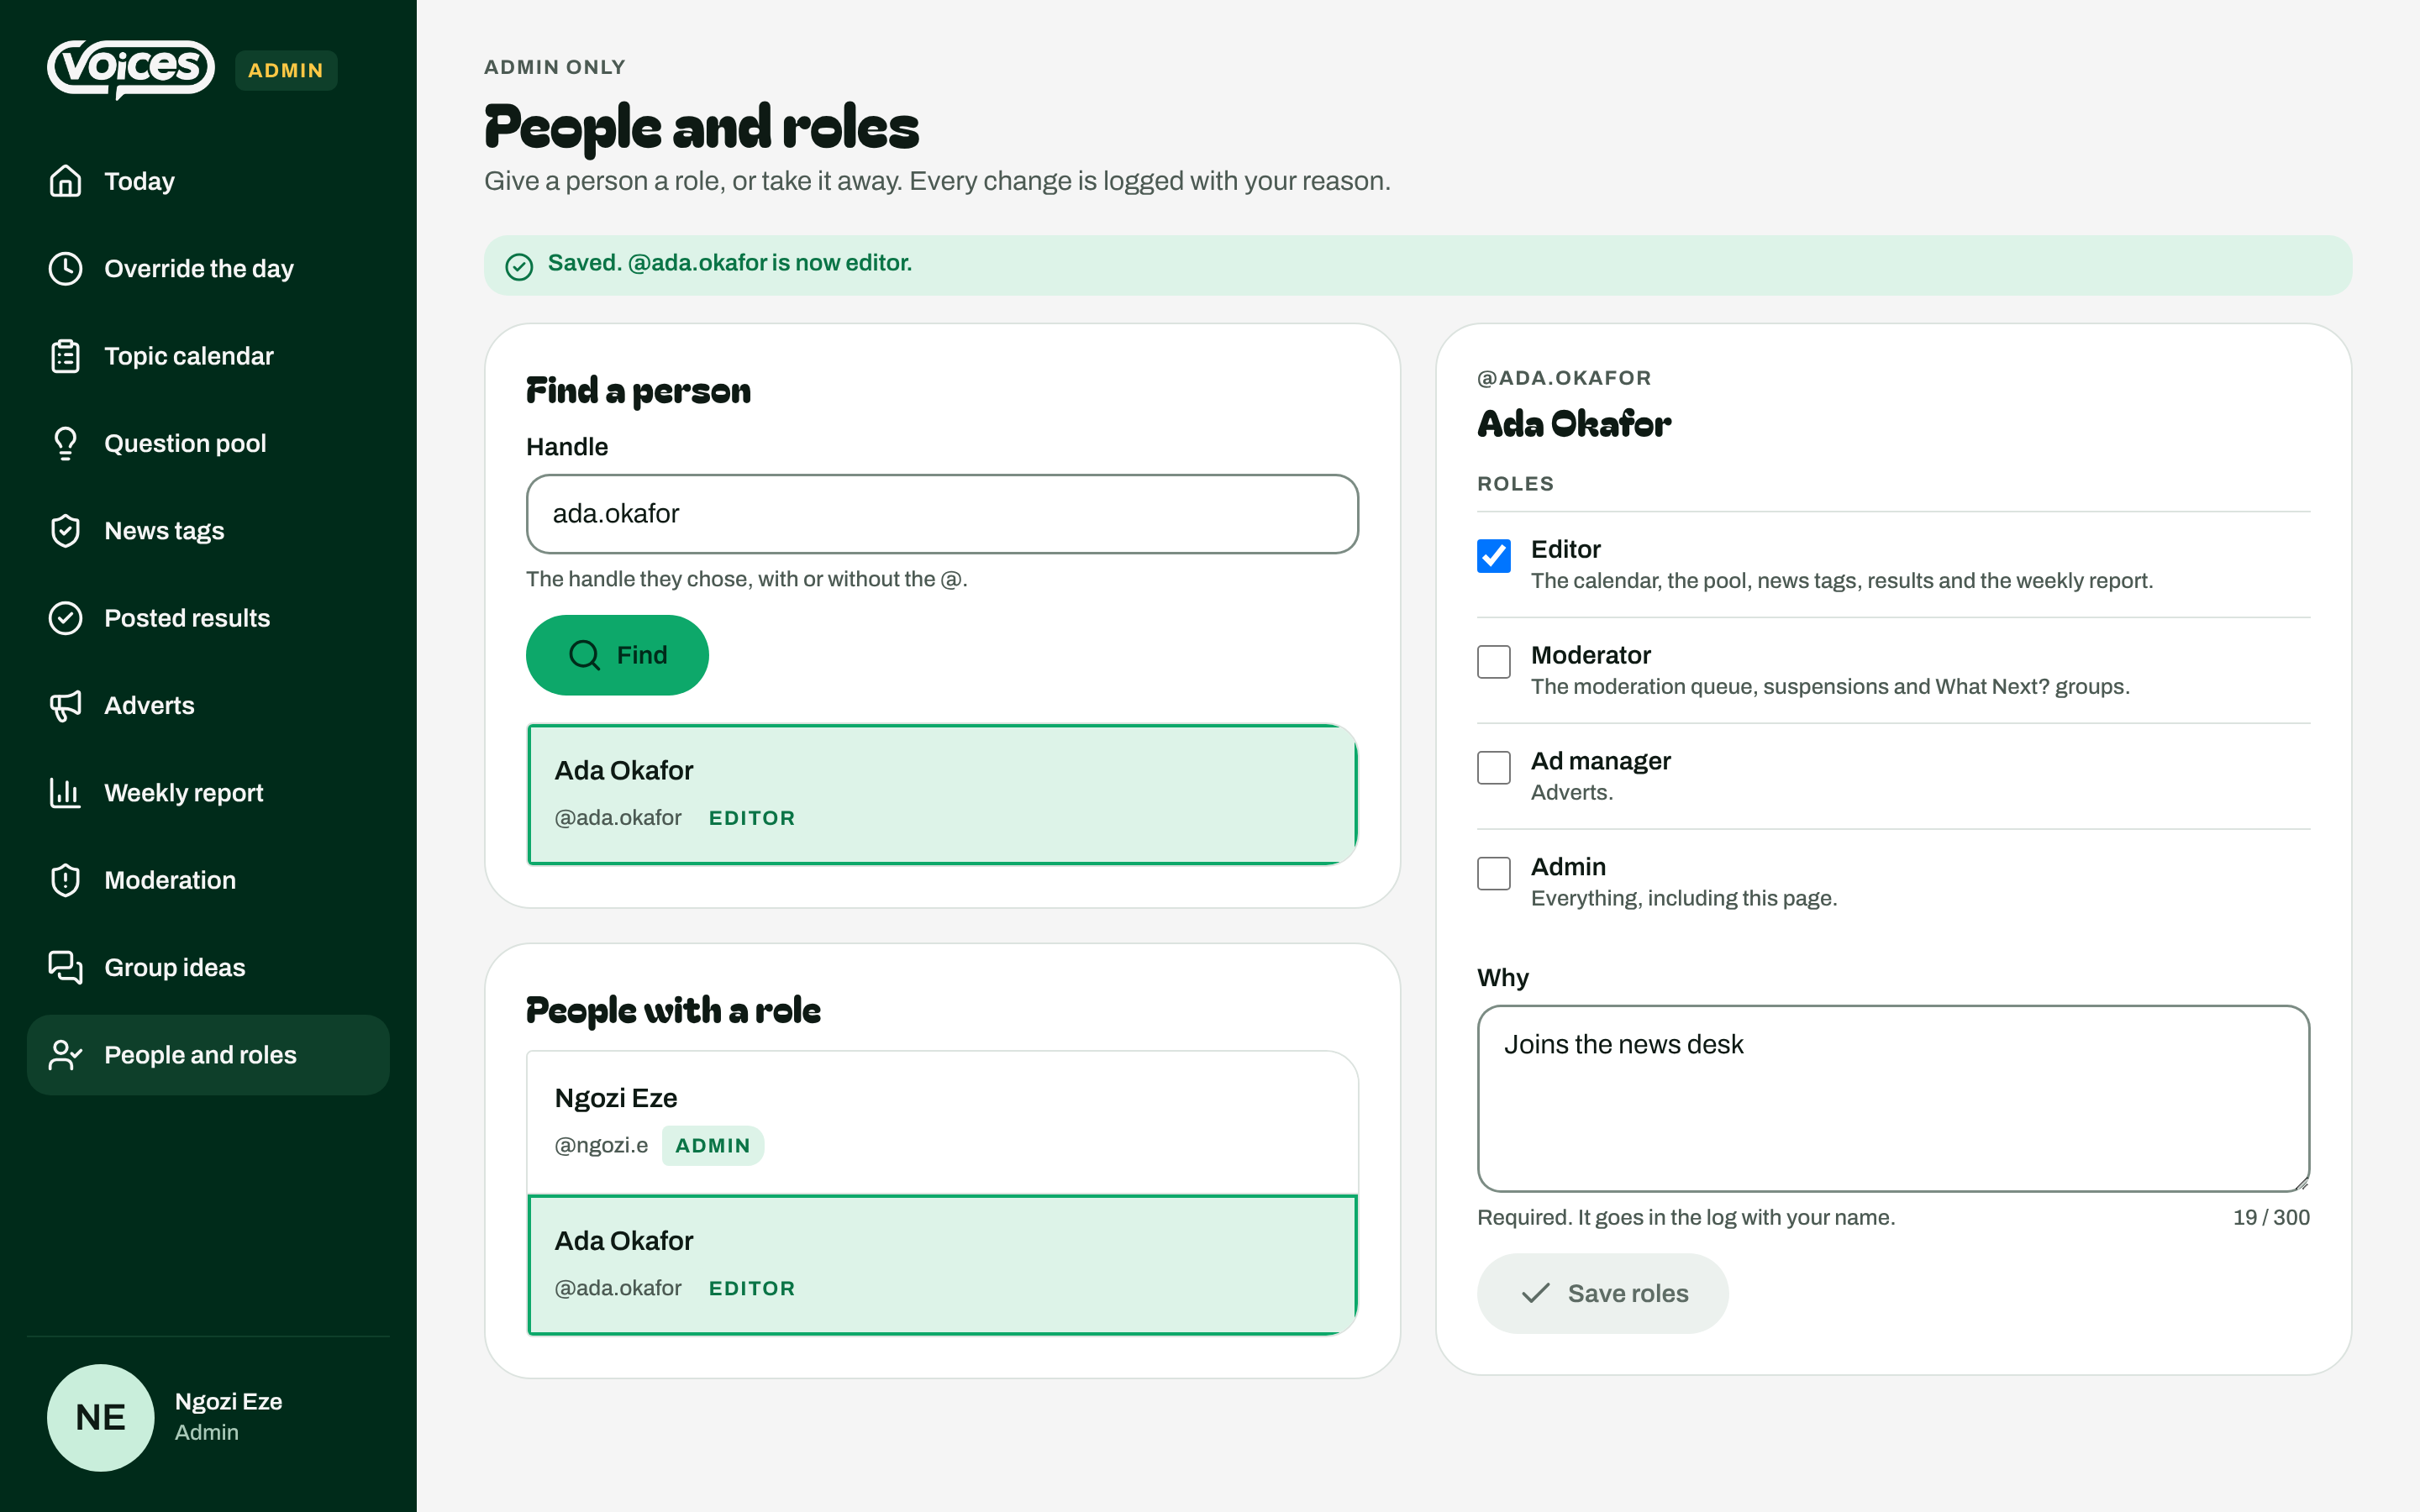 Voices
ADMIN
Today
Override the day
Topic calendar
Question pool
News tags
Posted results
Adverts
Weekly report
Moderation
Group ideas
People and roles
NE
Ngozi Eze
Admin
ADMIN ONLY
People and roles
Give a person a role, or take it away. Every change is logged with your reason.
Saved. @ada.okafor is now editor.
Find a person
Handle
ada.okafor
The handle they chose, with or without the @.
Find
Ada Okafor
@ada.okafor EDITOR
People with a role
Ngozi Eze
@ngozi.e ADMIN
Ada Okafor
@ada.okafor EDITOR
@ADA.OKAFOR
Ada Okafor
ROLES
Editor
The calendar, the pool, news tags, results and the weekly report.
Moderator
The moderation queue, suspensions and What Next? groups.
Ad manager
Adverts.
Admin
Everything, including this page.
Why
Joins the news desk
Required. It goes in the log with your name. 19 / 300
Save roles